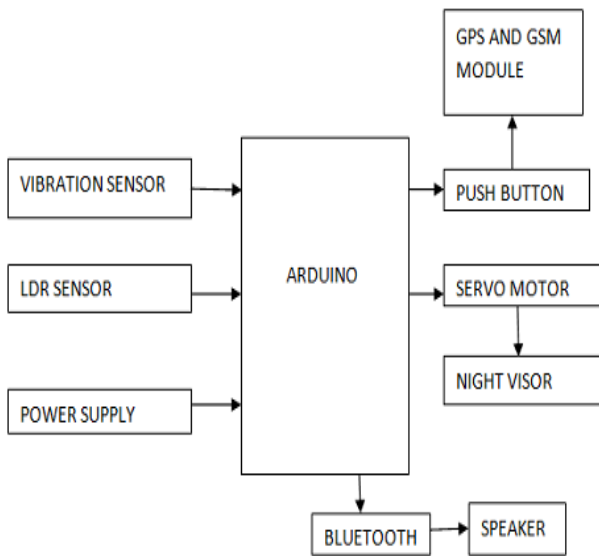 GPS AND GSM
MODULE
VIBRATION SENSOR
PUSH BUTTON
LDR SENSOR
ARDUINO
SERVO MOTOR
NIGHT VISOR
POWER SUPPLY
BLUETOOTH
SPEAKER